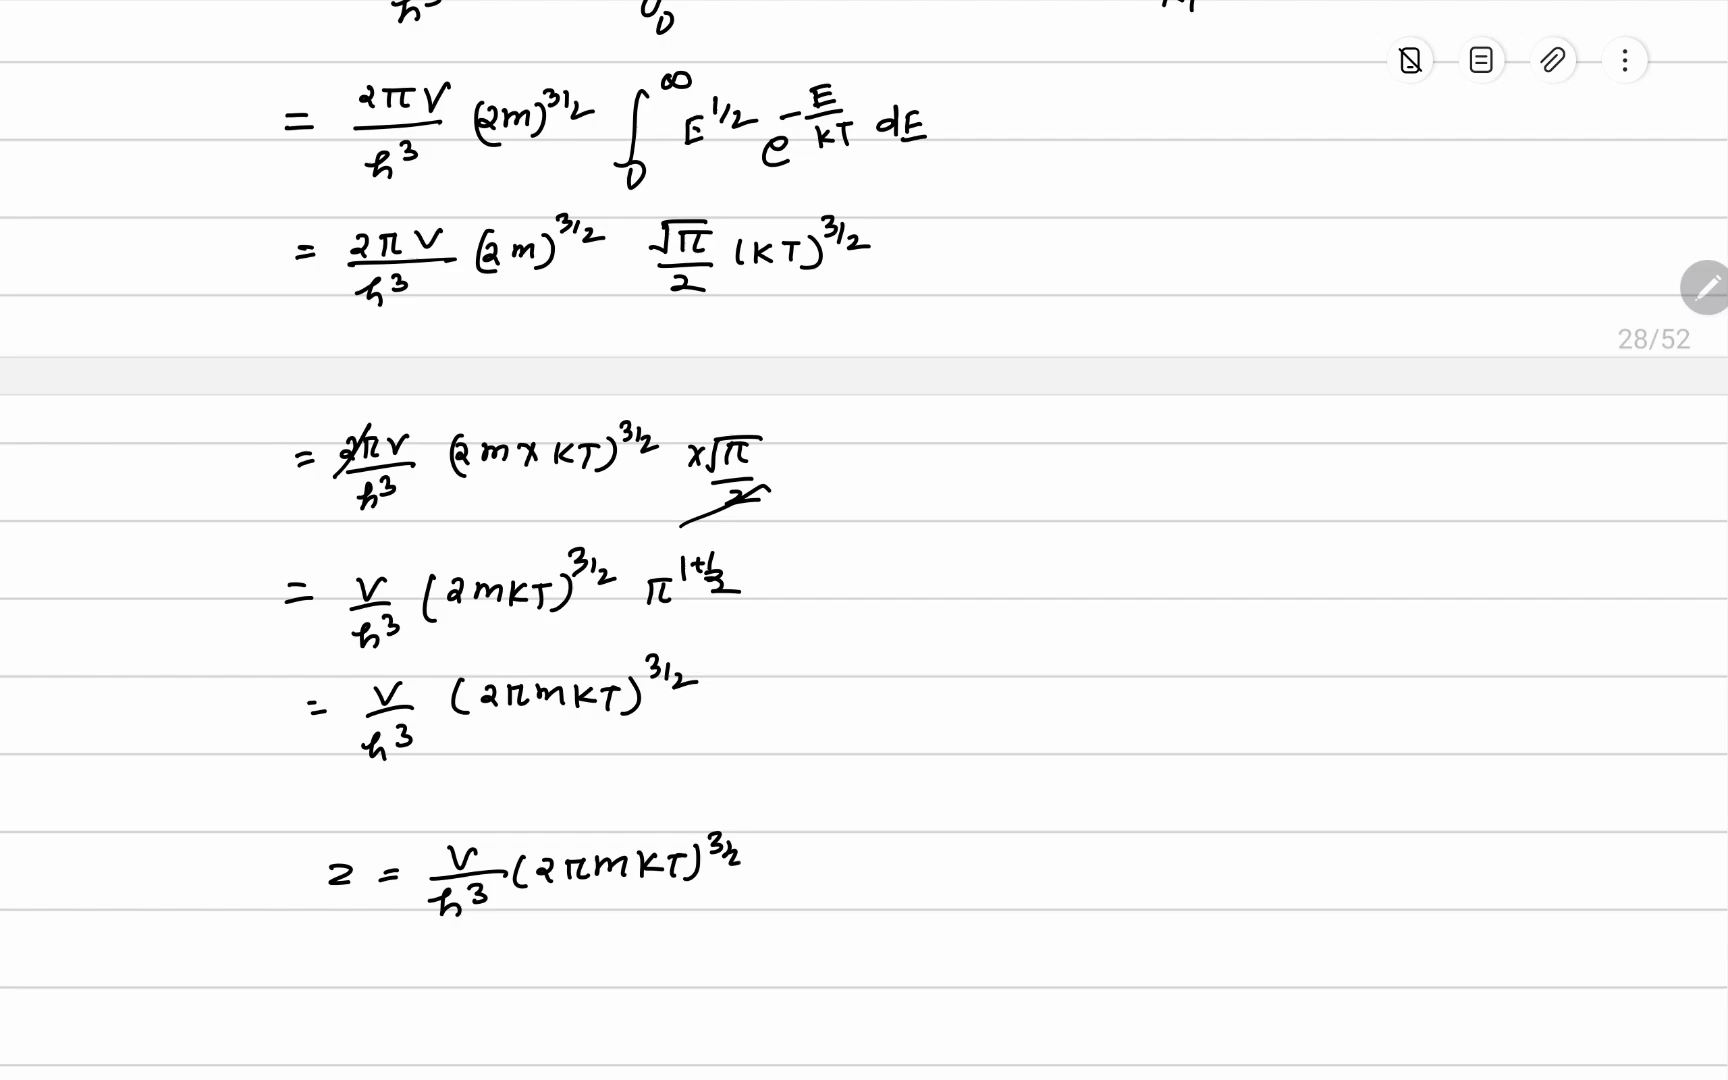 = 2πV/h³ (2m)^3/2 ∫₀^∞ E^1/2 e^-E/kT dE
= 2πV/h³ (2m)^3/2 √π/2 (kT)^3/2
28/52
= 2πV/h³ (2m x kT)^3/2 x √π/2
= V/h³ (2mkT)^3/2 π^1+1/2
= V/h³ (2πmkT)^3/2
z = V/h³ (2πmkT)^3/2